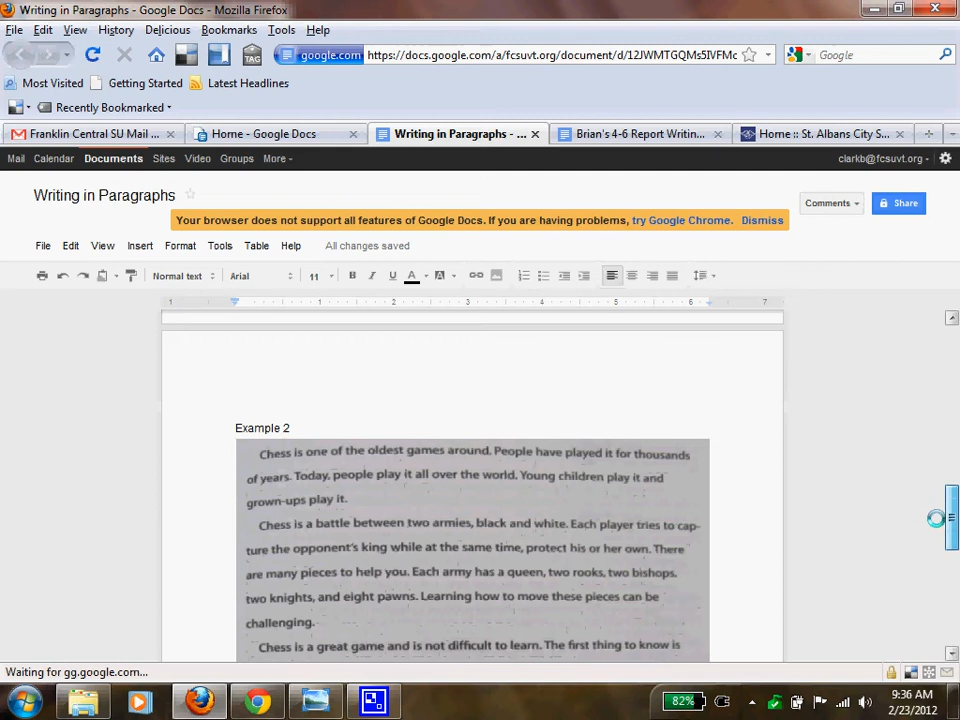 Writing in Paragraphs - Google Docs - Mozilla Firefox
File Edit View History Delicious Bookmarks Tools Help
TAG google.com https://docs.google.com/a/fcsuvt.org/document/d/12JWMTGQMs5IVFMc Google
Most Visited Getting Started Latest Headlines
Recently Bookmarked
Franklin Central SU Mail ... Home - Google Docs Writing in Paragraphs - ... Brian's 4-6 Report Writin... Home :: St. Albans City S...
Mail Calendar Documents Sites Video Groups More clarkb@fcsuvt.org
Writing in Paragraphs Comments Share
Your browser does not support all features of Google Docs. If you are having problems, try Google Chrome. Dismiss
File Edit View Insert Format Tools Table Help All changes saved
Normal text Arial 11 B I U A A
1 1 2 3 4 5 6 7
Example 2
Chess is one of the oldest games around. People have played it for thousands
of years. Today, people play it all over the world. Young children play it and
grown-ups play it.
Chess is a battle between two armies, black and white. Each player tries to cap-
ture the opponent's king while at the same time, protect his or her own. There
are many pieces to help you. Each army has a queen, two rooks, two bishops,
two knights, and eight pawns. Learning how to move these pieces can be
challenging.
Chess is a great game and is not difficult to learn. The first thing to know is
Waiting for gg.google.com...
82% 9:36 AM
2/23/2012